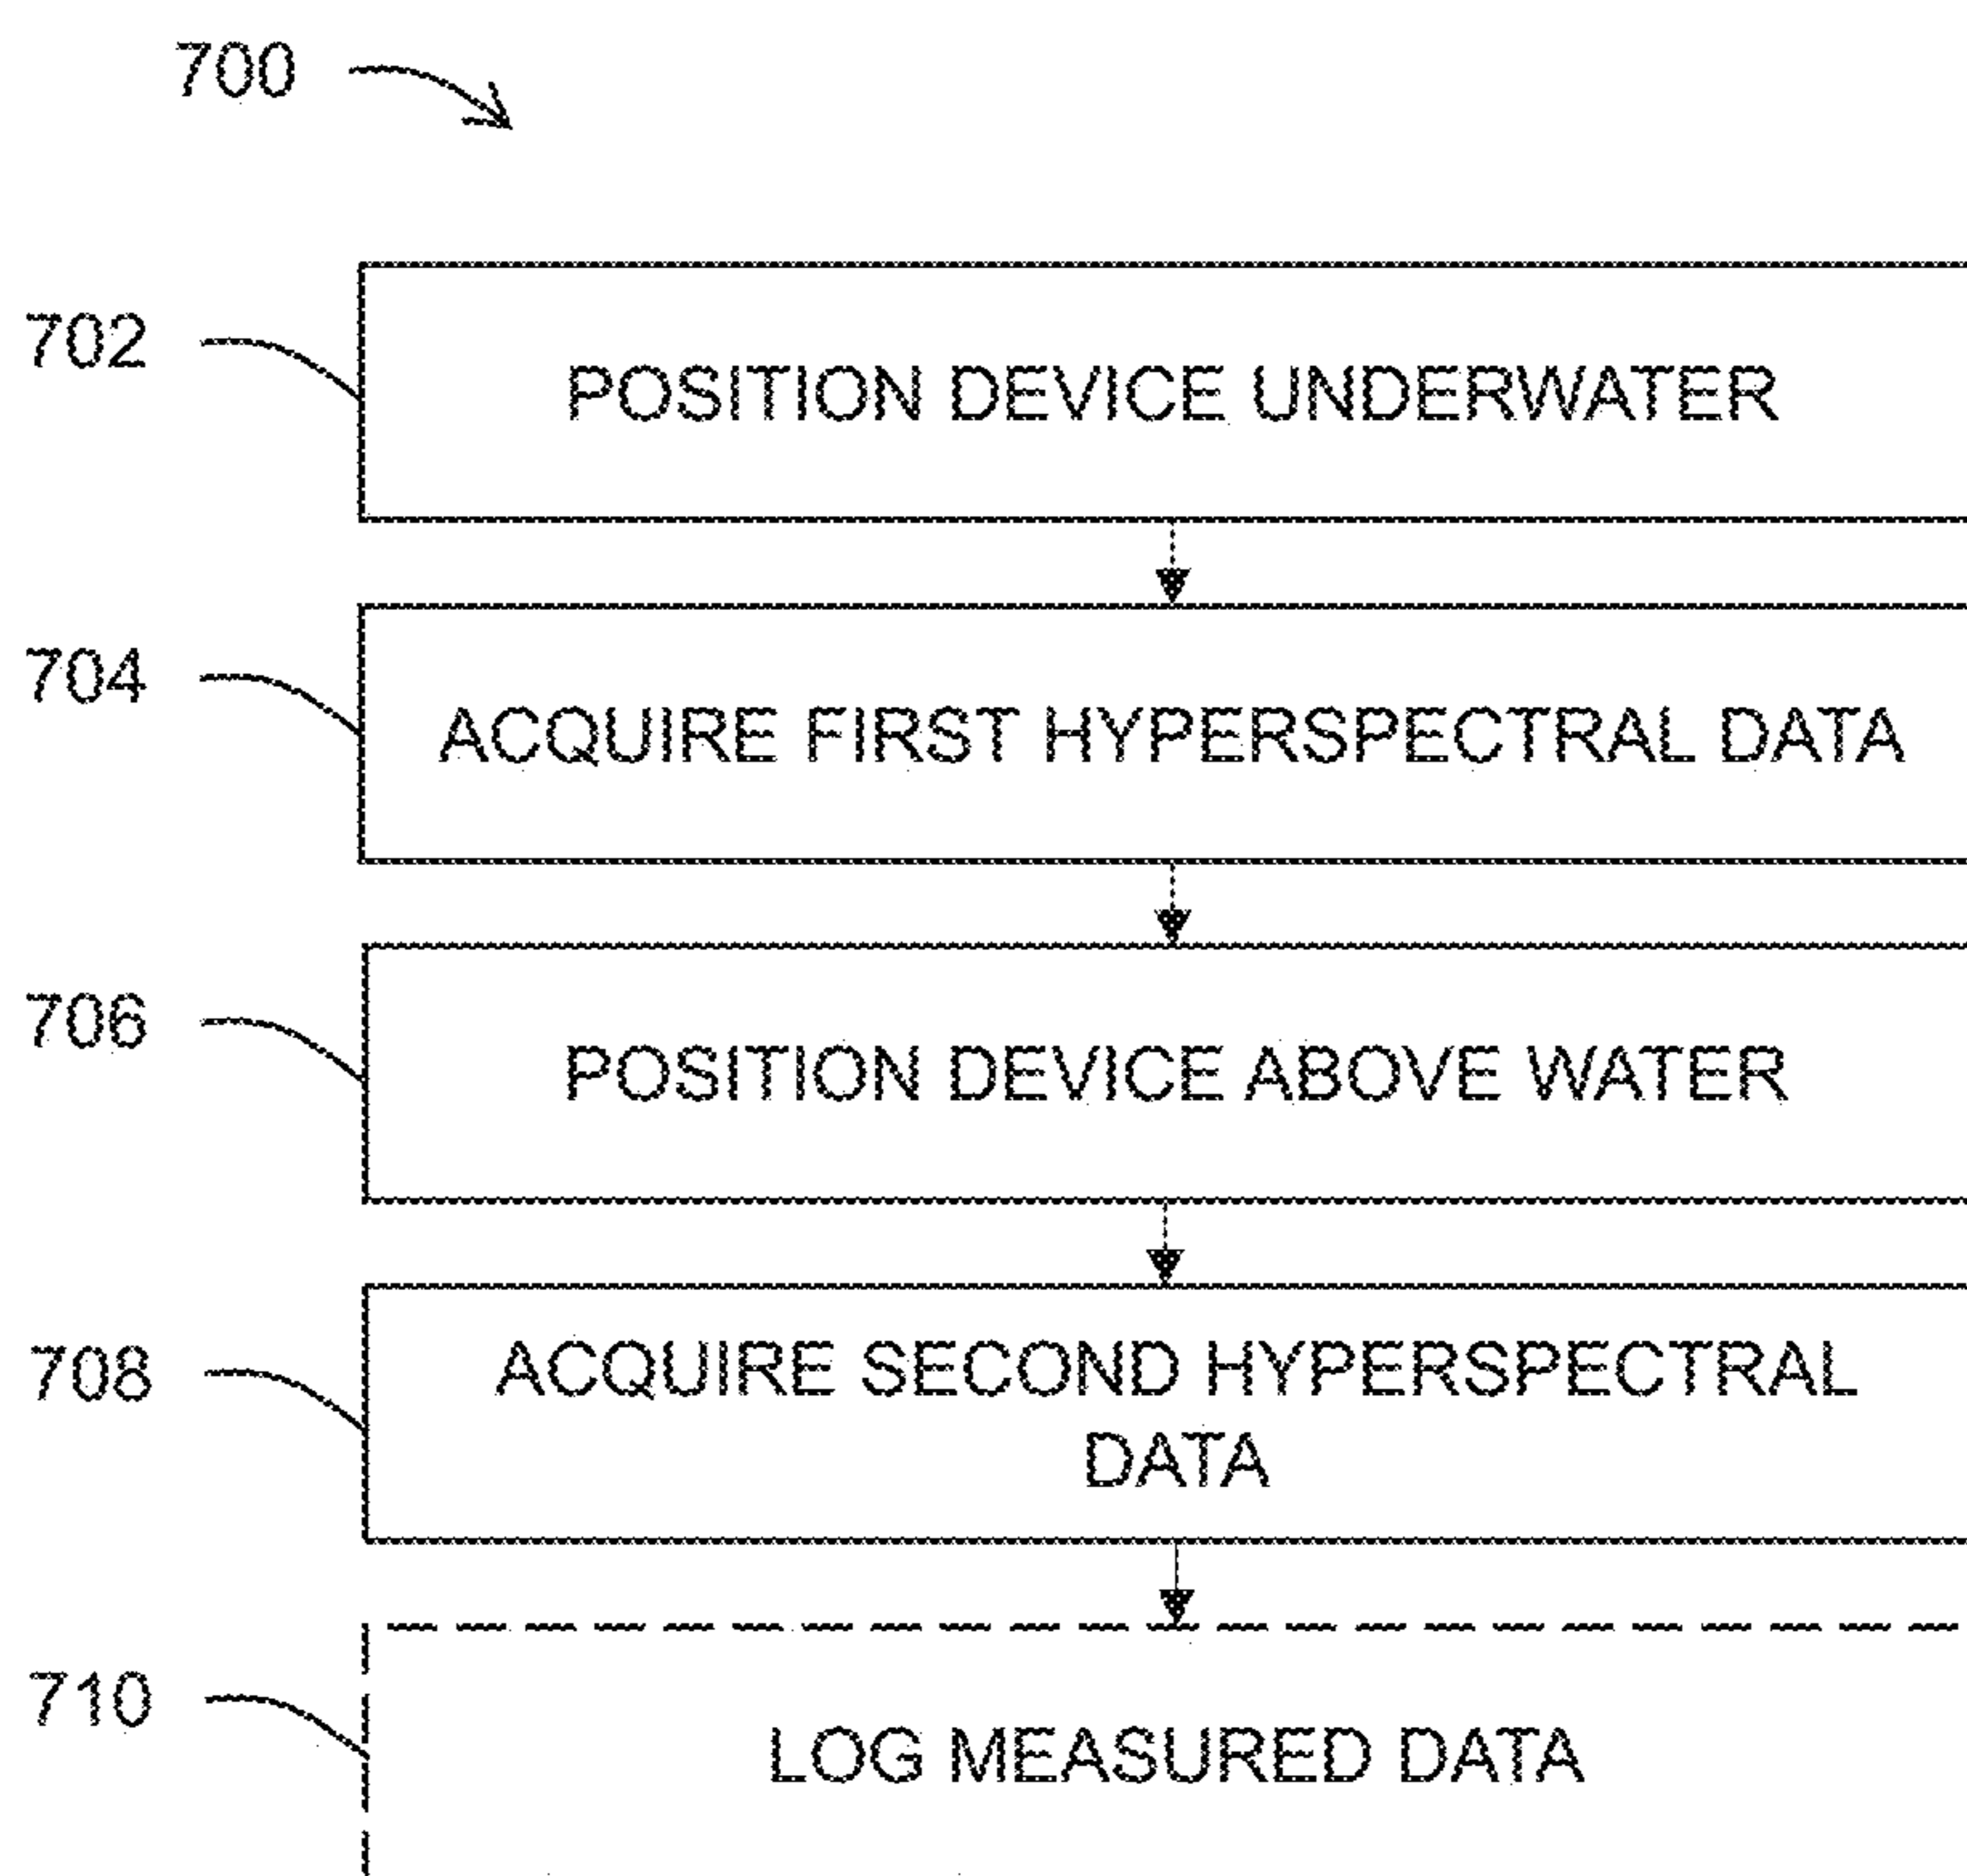 700
702
POSITION DEVICE UNDERWATER
704
ACQUIRE FIRST HYPERSPECTRAL DATA
706
POSITION DEVICE ABOVE WATER
708
ACQUIRE SECOND HYPERSPECTRAL
DATA
710
LOG MEASURED DATA